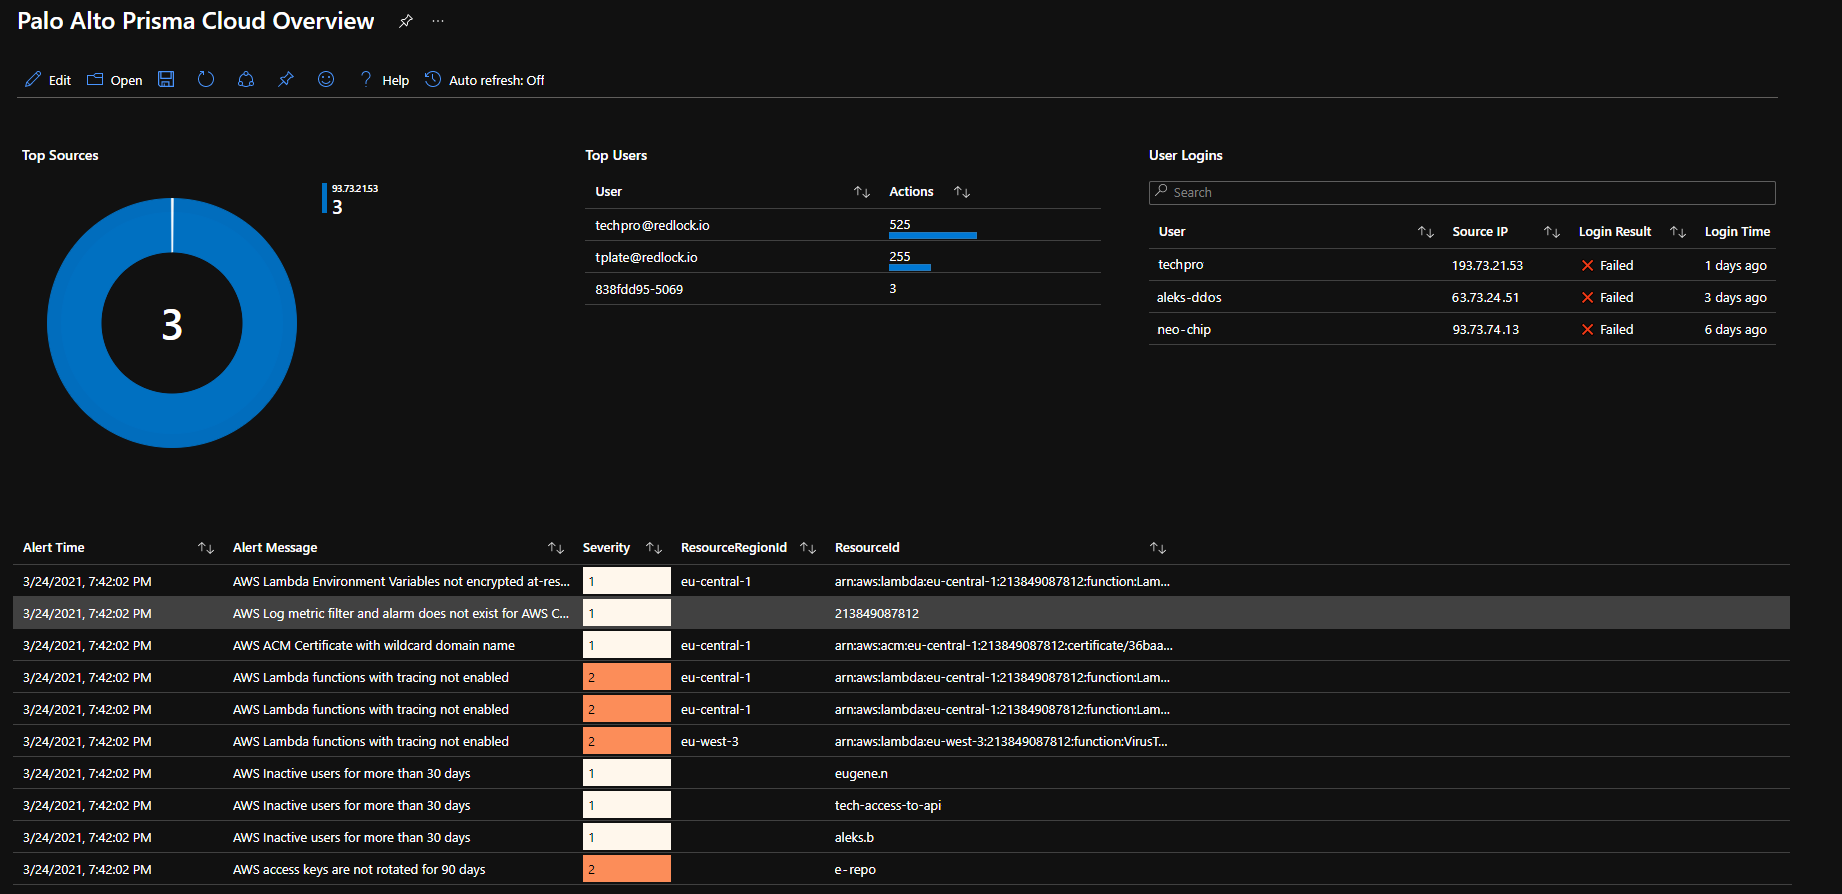 Palo Alto Prisma Cloud Overview ...
Edit Open Help Auto refresh: Off
Top Sources
93.73.21.53
3
3
Top Users
User Actions
techpro@redlock.io 525
tplate@redlock.io 255
838fdd95-5069 3
User Logins
Search
User Source IP Login Result Login Time
techpro 193.73.21.53 Failed 1 days ago
aleks-ddos 63.73.24.51 Failed 3 days ago
neo-chip 93.73.74.13 Failed 6 days ago
Alert Time Alert Message Severity ResourceRegionId ResourceId
3/24/2021, 7:42:02 PM AWS Lambda Environment Variables not encrypted at-res... 1 eu-central-1 arn:aws:lambda:eu-central-1:213849087812:function:Lam...
3/24/2021, 7:42:02 PM AWS Log metric filter and alarm does not exist for AWS C... 1 213849087812
3/24/2021, 7:42:02 PM AWS ACM Certificate with wildcard domain name 1 eu-central-1 arn:aws:acm:eu-central-1:213849087812:certificate/36baa...
3/24/2021, 7:42:02 PM AWS Lambda functions with tracing not enabled 2 eu-central-1 arn:aws:lambda:eu-central-1:213849087812:function:Lam...
3/24/2021, 7:42:02 PM AWS Lambda functions with tracing not enabled 2 eu-central-1 arn:aws:lambda:eu-central-1:213849087812:function:Lam...
3/24/2021, 7:42:02 PM AWS Lambda functions with tracing not enabled 2 eu-west-3 arn:aws:lambda:eu-west-3:213849087812:function:VirusT...
3/24/2021, 7:42:02 PM AWS Inactive users for more than 30 days 1 eugene.n
3/24/2021, 7:42:02 PM AWS Inactive users for more than 30 days 1 tech-access-to-api
3/24/2021, 7:42:02 PM AWS Inactive users for more than 30 days 1 aleks.b
3/24/2021, 7:42:02 PM AWS access keys are not rotated for 90 days 2 e-repo